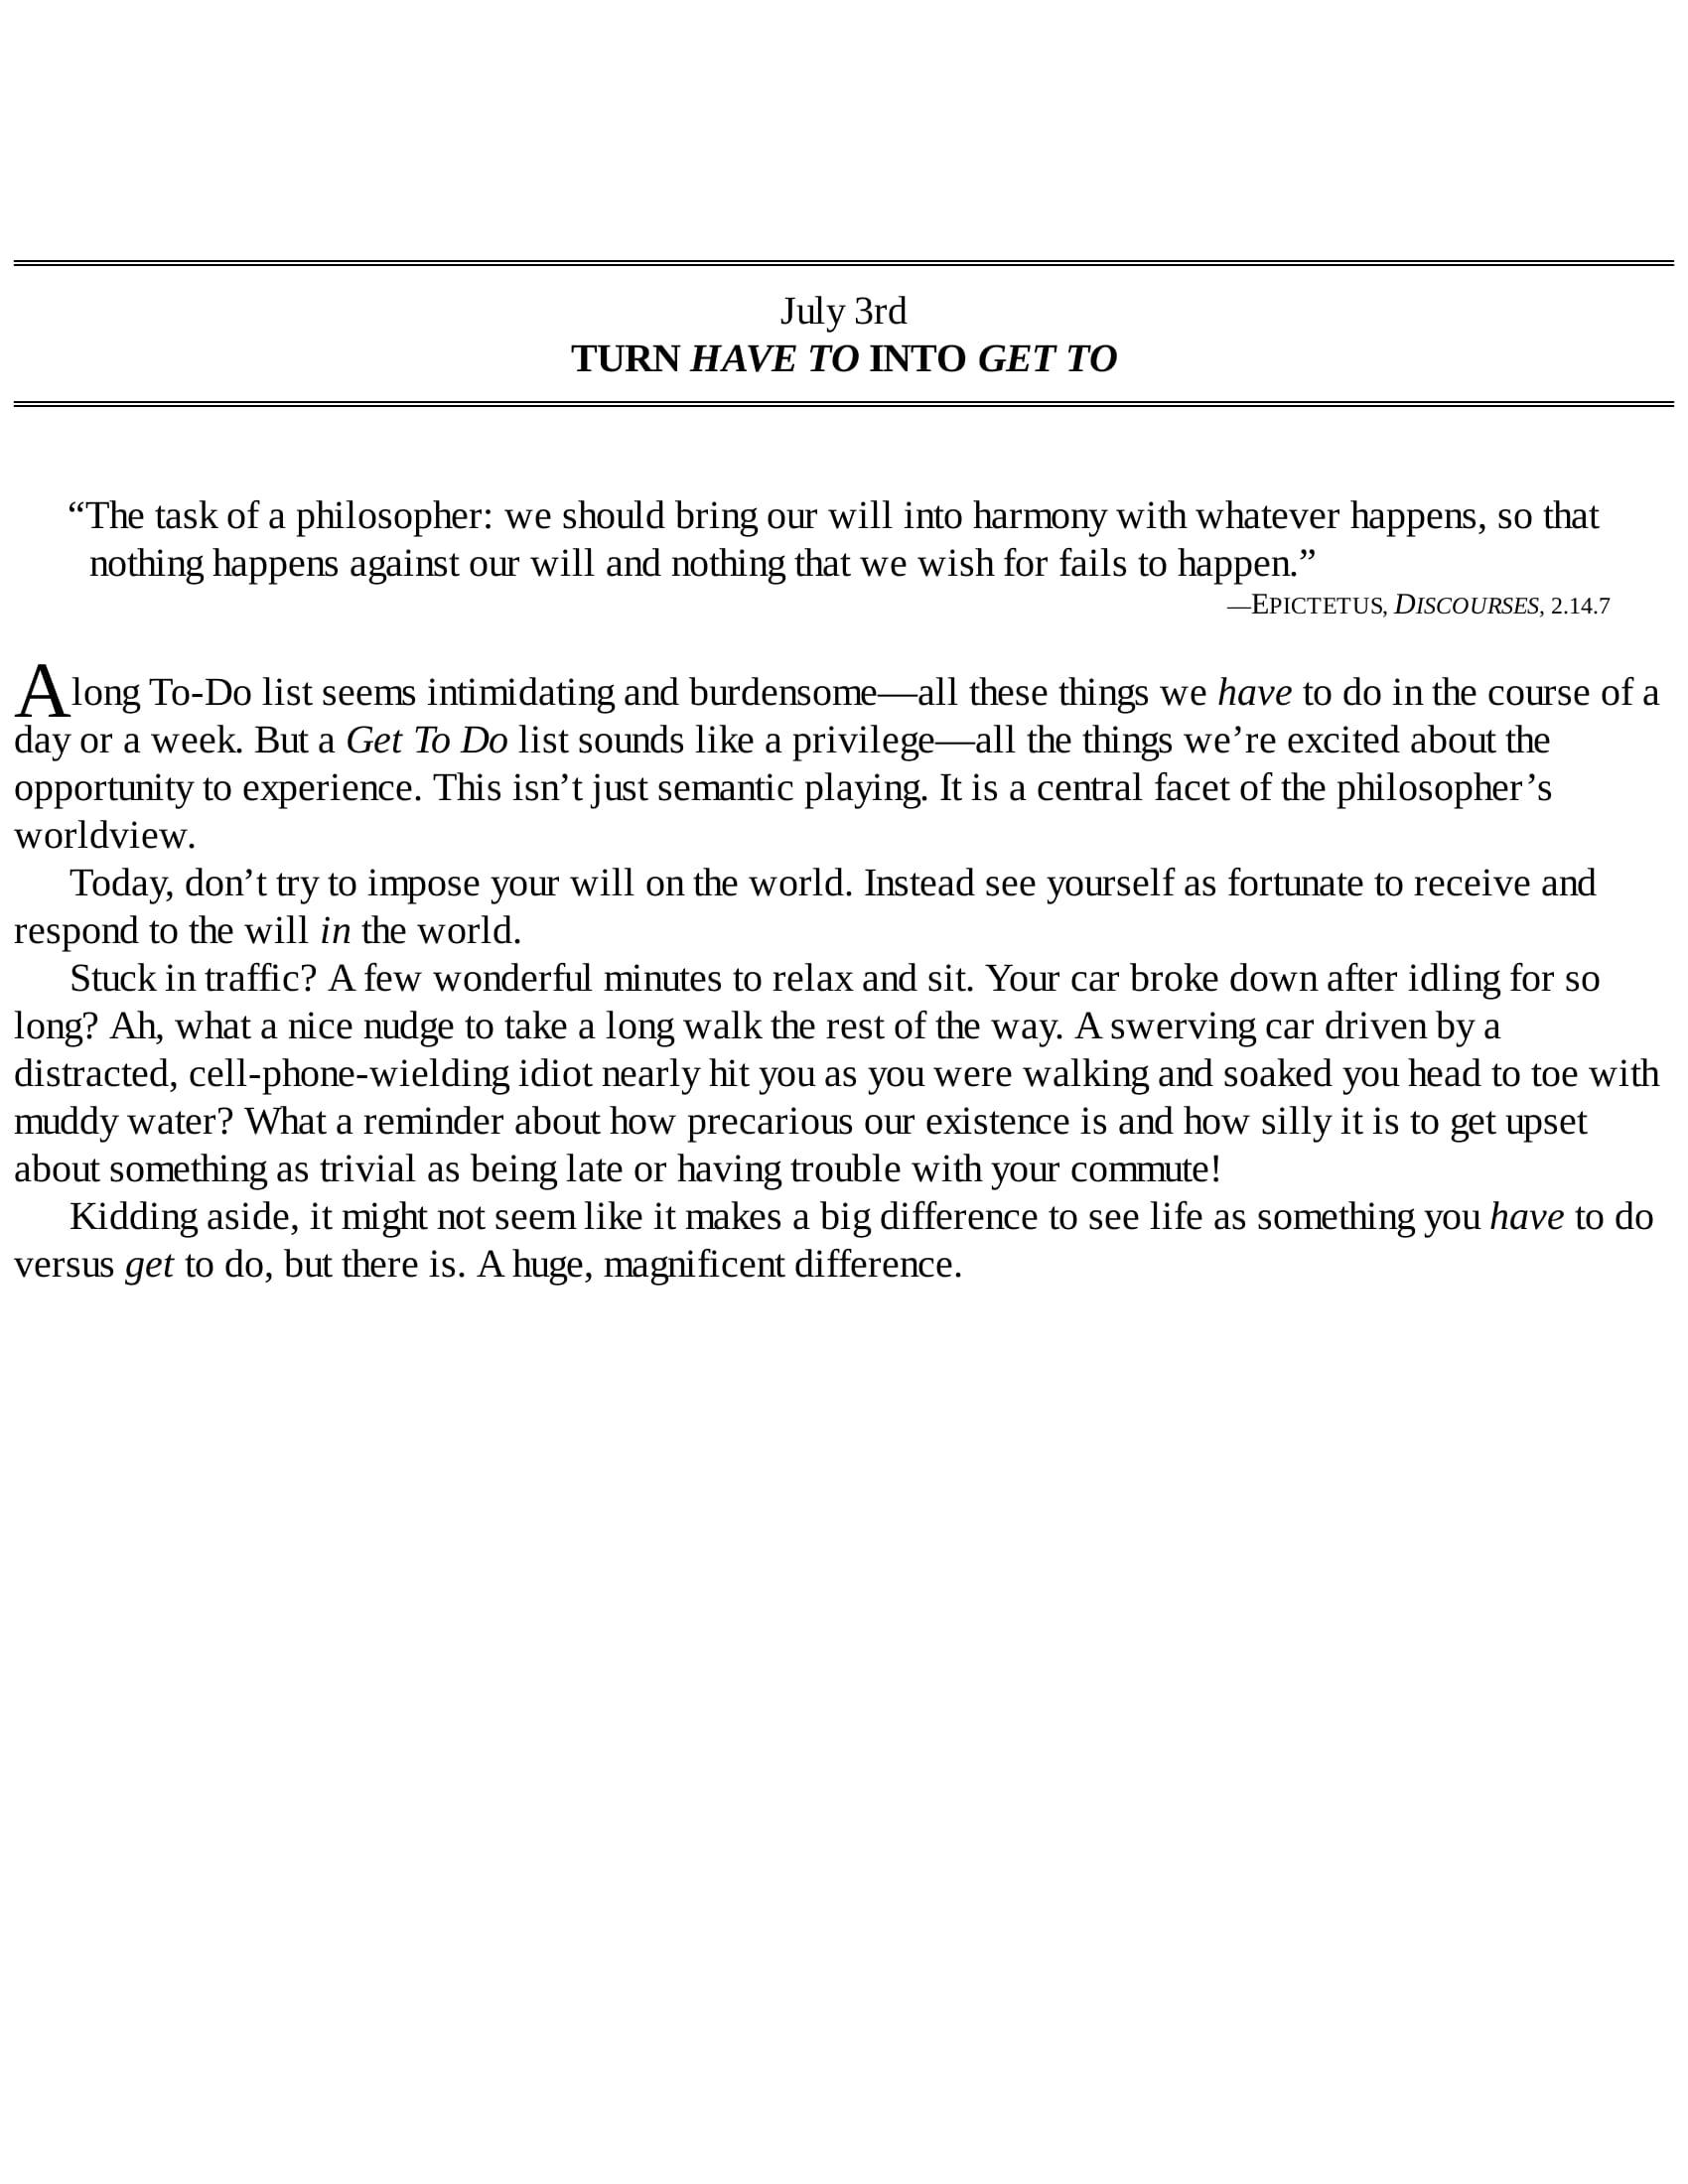 July 3rd
TURN HAVE TO INTO GET TO
“The task of a philosopher: we should bring our will into harmony with whatever happens, so that
nothing happens against our will and nothing that we wish for fails to happen.”
—EPICTETUS, DISCOURSES, 2.14.7
A long To-Do list seems intimidating and burdensome—all these things we have to do in the course of a
day or a week. But a Get To Do list sounds like a privilege—all the things we’re excited about the
opportunity to experience. This isn’t just semantic playing. It is a central facet of the philosopher’s
worldview.
Today, don’t try to impose your will on the world. Instead see yourself as fortunate to receive and
respond to the will in the world.
Stuck in traffic? A few wonderful minutes to relax and sit. Your car broke down after idling for so
long? Ah, what a nice nudge to take a long walk the rest of the way. A swerving car driven by a
distracted, cell-phone-wielding idiot nearly hit you as you were walking and soaked you head to toe with
muddy water? What a reminder about how precarious our existence is and how silly it is to get upset
about something as trivial as being late or having trouble with your commute!
Kidding aside, it might not seem like it makes a big difference to see life as something you have to do
versus get to do, but there is. A huge, magnificent difference.